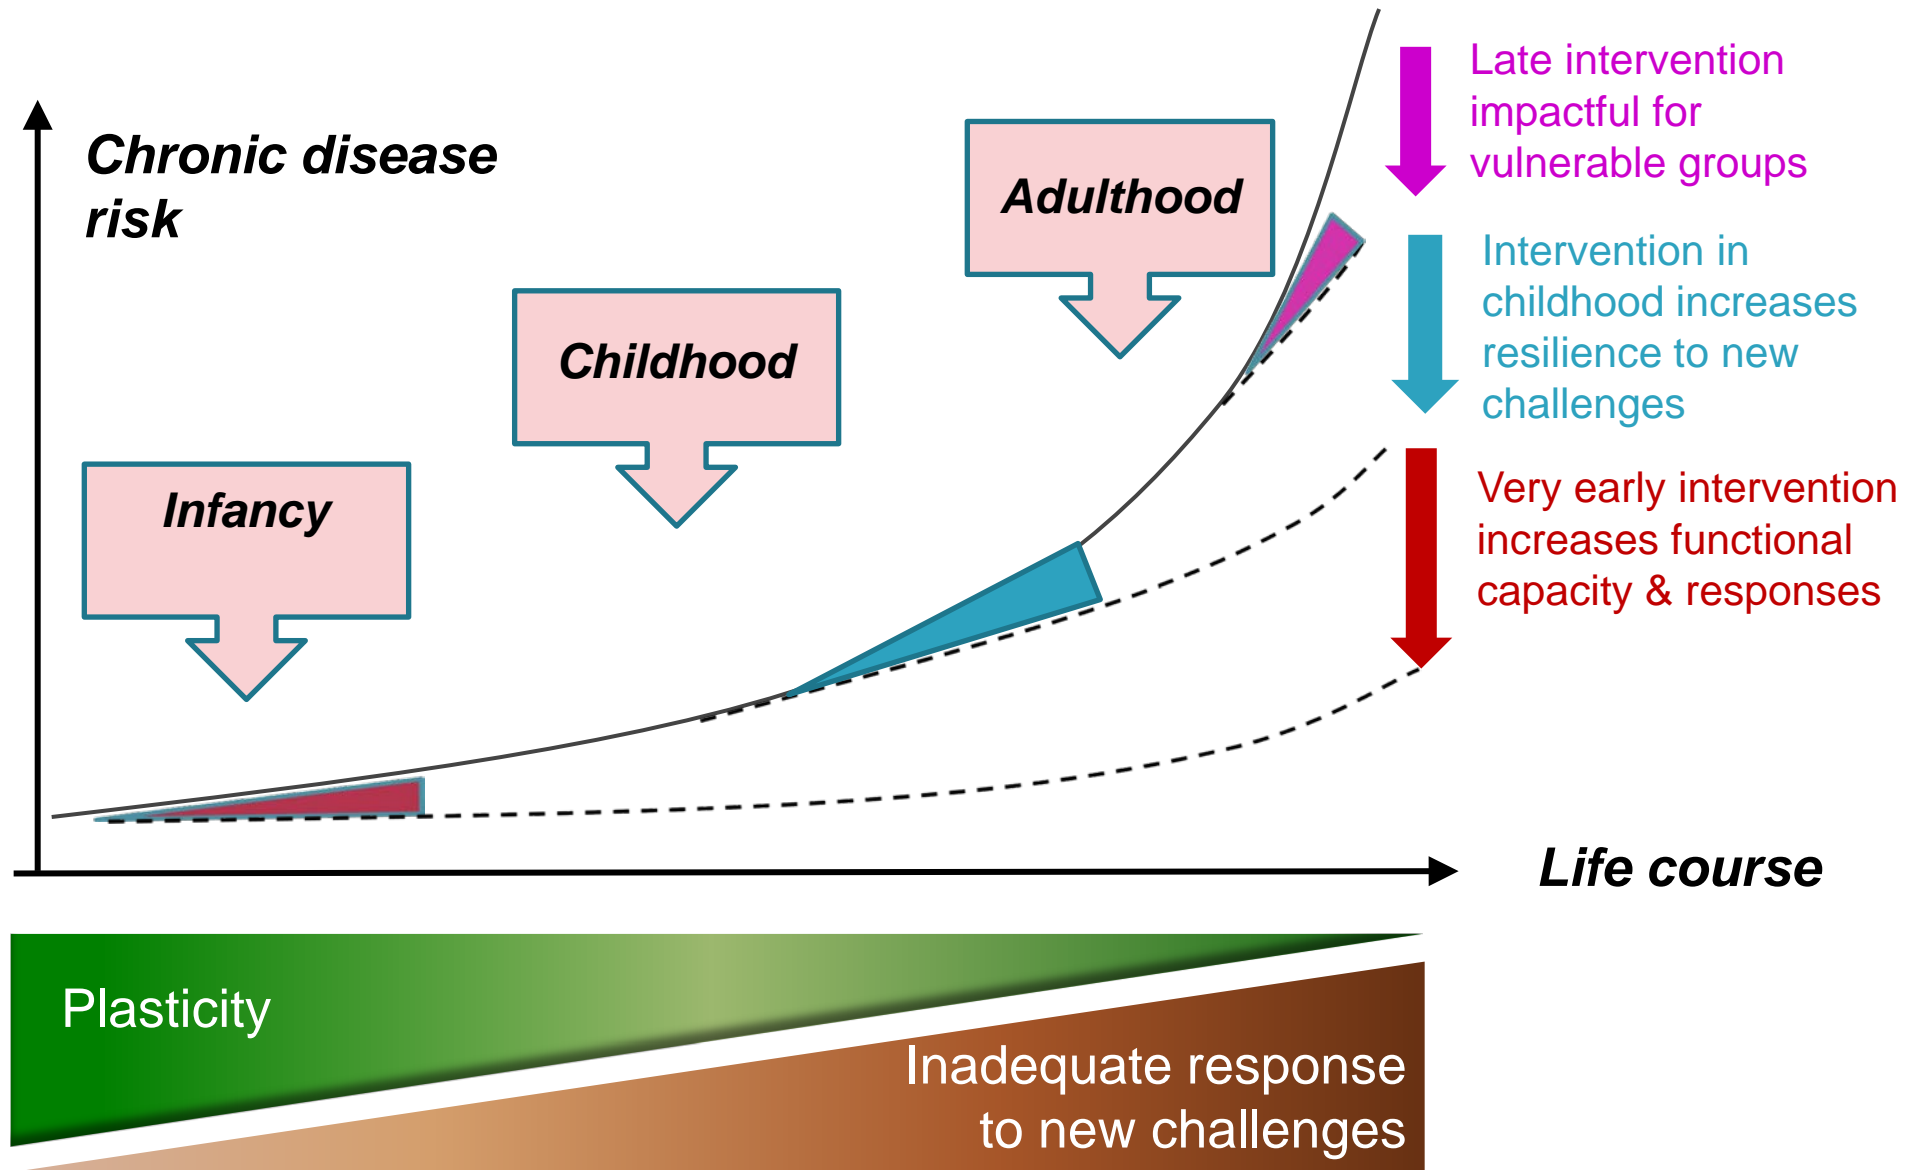 Chronic disease
risk
Infancy
Childhood
Adulthood
Late intervention
impactful for
vulnerable groups
Intervention in
childhood increases
resilience to new
challenges
Very early intervention
increases functional
capacity & responses
Life course
Plasticity
Inadequate response
to new challenges